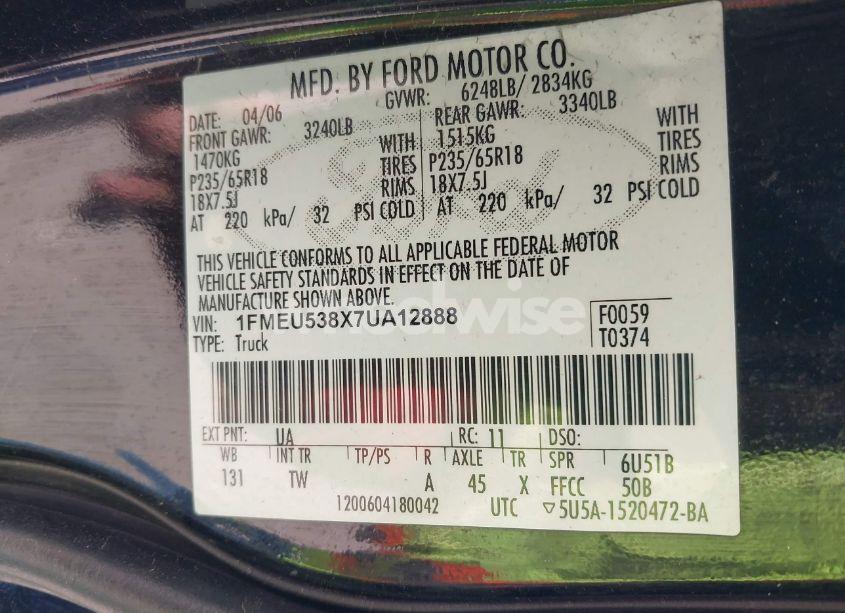 MFD. BY FORD MOTOR CO.
DATE: 04/06 GVWR: 6248LB/ 2834KG
FRONT GAWR: 3240LB REAR GAWR: 3340LB
1470KG WITH 1515KG WITH
P235/65R18 TIRES P235/65R18 TIRES
18X7.5J RIMS 18X7.5J RIMS
AT 220 kPa/ 32 PSI COLD AT 220 kPa/ 32 PSI COLD
THIS VEHICLE CONFORMS TO ALL APPLICABLE FEDERAL MOTOR
VEHICLE SAFETY STANDARDS IN EFFECT ON THE DATE OF
MANUFACTURE SHOWN ABOVE.
VIN: 1FMEU538X7UA12888 F0059
TYPE: Truck T0374
EXT PNT: UA RC: 11 DSO:
WB INT TR TP/PS R AXLE TR SPR 6U51B
131 TW A 45 X FFCC 50B
1200604180042 UTC ▽5U5A-1520472-BA